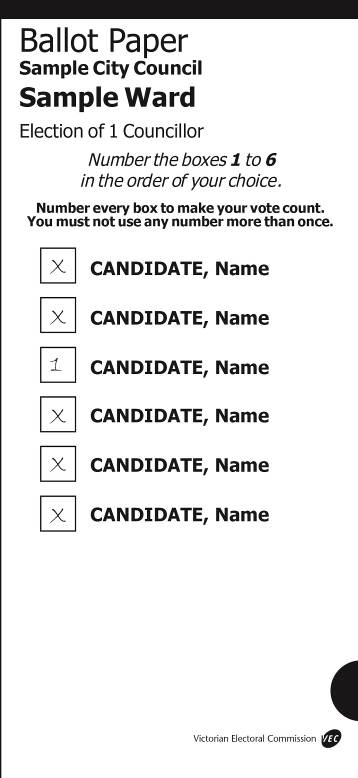 Ballot Paper
Sample City Council
Sample Ward
Election of 1 Councillor
Number the boxes 1 to 6
in the order of your choice.
Number every box to make your vote count.
You must not use any number more than once.
X CANDIDATE, Name
X CANDIDATE, Name
1 CANDIDATE, Name
X CANDIDATE, Name
X CANDIDATE, Name
X CANDIDATE, Name
Victorian Electoral Commission VEC